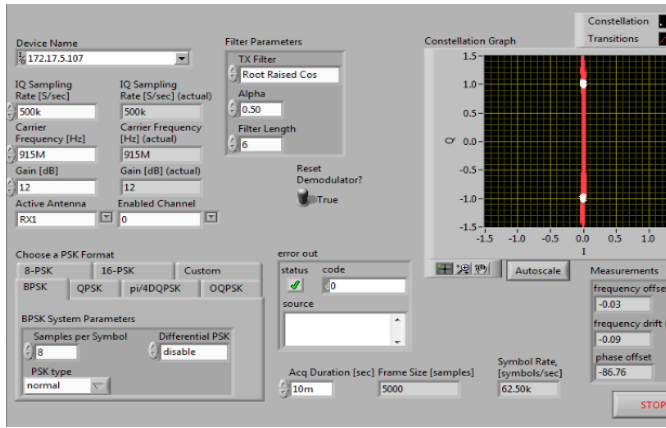 Constellation
Transitions
Device Name
172.17.5.107
Filter Parameters
TX Filter
Root Raised Cos
Alpha
0.50
Filter Length
6
Constellation Graph
1.5
1.0
0.5
0.0
-0.5
-1.0
-1.5
Q
-1.5 -1.0 -0.5 0.0 0.5 1.0
I
IQ Sampling
Rate [S/sec]
500k
IQ Sampling
Rate [S/sec] (actual)
500k
Carrier
Frequency [Hz]
915M
Carrier Frequency
[Hz] (actual)
915M
Gain [dB]
12
Gain [dB] (actual)
12
Active Antenna
RX1
Enabled Channel
0
Reset
Demodulator?
True
Choose a PSK Format
8-PSK 16-PSK Custom
BPSK QPSK pi/4DQPSK OQPSK
BPSK System Parameters
Samples per Symbol
8
Differential PSK
disable
PSK type
normal
error out
status code
0
source
Autoscale
Measurements
frequency offse
-0.03
frequency drift
-0.09
phase offset
-86.76
Acq Duration [sec]
10m
Frame Size [samples]
5000
Symbol Rate,
[symbols/sec]
62.50k
STOP